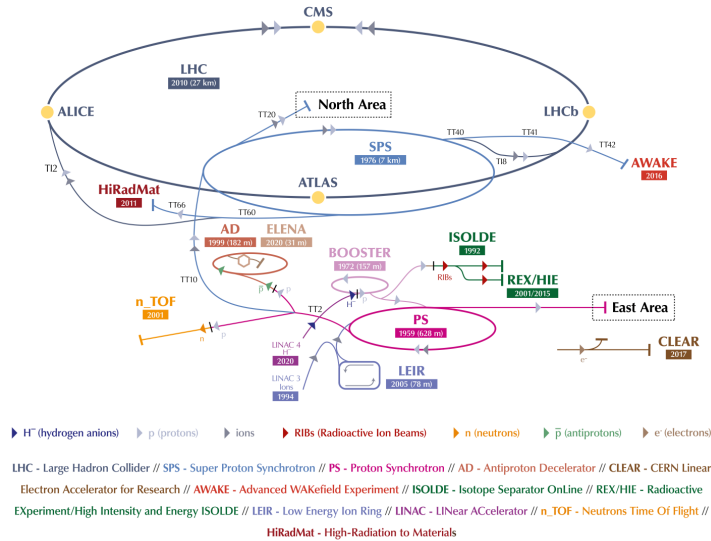 CMS
LHC
2010 (27 km)
ALICE
LHCb
TT20
North Area
TT40
TT41
SPS
1976 (7 km)
TI8
TT42
AWAKE
2016
TI2
ATLAS
HiRadMat
2011
TT66
TT60
AD
1999 (182 m)
ELENA
2020 (31 m)
TT10
BOOSTER
1972 (157 m)
ISOLDE
1992
RIBs
REX/HIE
2001/2015
p
p
H⁻
p
n_TOF
2001
n
p
TT2
East Area
PS
1959 (628 m)
LINAC 4
H⁻
2020
LINAC 3
Ions
1994
LEIR
2005 (78 m)
e⁻
CLEAR
2017
H⁻ (hydrogen anions)
p (protons)
ions
RIBs (Radioactive Ion Beams)
n (neutrons)
p̅ (antiprotons)
e⁻ (electrons)
LHC - Large Hadron Collider // SPS - Super Proton Synchrotron // PS - Proton Synchrotron // AD - Antiproton Decelerator // CLEAR - CERN Linear
Electron Accelerator for Research // AWAKE - Advanced WAKefield Experiment // ISOLDE - Isotope Separator OnLine // REX/HIE - Radioactive
EXperiment/High Intensity and Energy ISOLDE // LEIR - Low Energy Ion Ring // LINAC - LINear ACcelerator // n_TOF - Neutrons Time Of Flight //
HiRadMat - High-Radiation to Materials